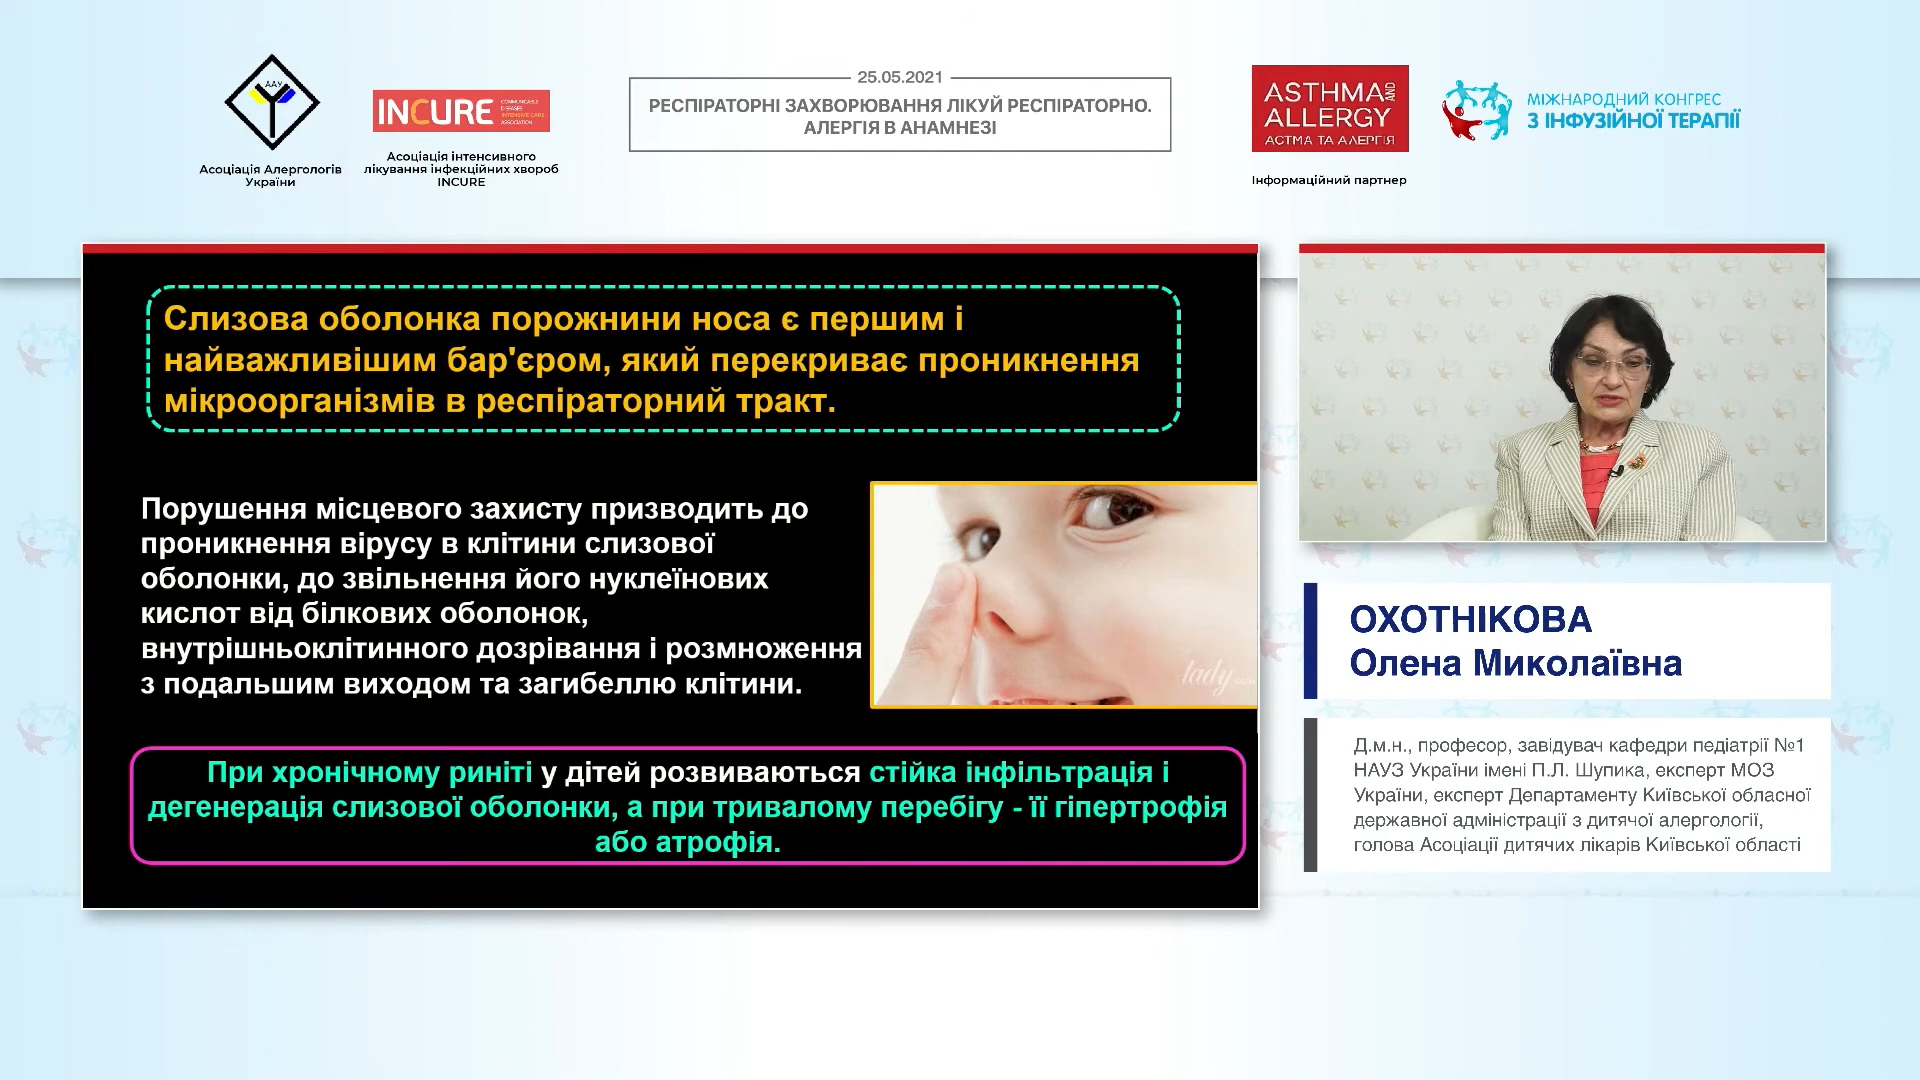 ААУ
Асоціація Алергологів
України
INCURE
COMMUNICABLE
DISEASES
INTENSIVE CARE
ASSOCIATION
Асоціація інтенсивного
лікування інфекційних хвороб
INCURE
25.05.2021
РЕСПІРАТОРНІ ЗАХВОРЮВАННЯ ЛІКУЙ РЕСПІРАТОРНО.
АЛЕРГІЯ В АНАМНЕЗІ
ASTHMA AND
ALLERGY
АСТМА ТА АЛЕРГІЯ
Інформаційний партнер
МІЖНАРОДНИЙ КОНГРЕС
З ІНФУЗІЙНОЇ ТЕРАПІЇ
Слизова оболонка порожнини носа є першим і
найважливішим бар'єром, який перекриває проникнення
мікроорганізмів в респіраторний тракт.
Порушення місцевого захисту призводить до
проникнення вірусу в клітини слизової
оболонки, до звільнення його нуклеїнових
кислот від білкових оболонок,
внутрішньоклітинного дозрівання і розмноження
з подальшим виходом та загибеллю клітини.
lady
При хронічному риніті у дітей розвиваються стійка інфільтрація і
дегенерація слизової оболонки, а при тривалому перебігу - її гіпертрофія
або атрофія.
ОХОТНІКОВА
Олена Миколаївна
Д.м.н., професор, завідувач кафедри педіатрії №1
НАУЗ України імені П.Л. Шупика, експерт МОЗ
України, експерт Департаменту Київської обласної
державної адміністрації з дитячої алергології,
голова Асоціації дитячих лікарів Київської області